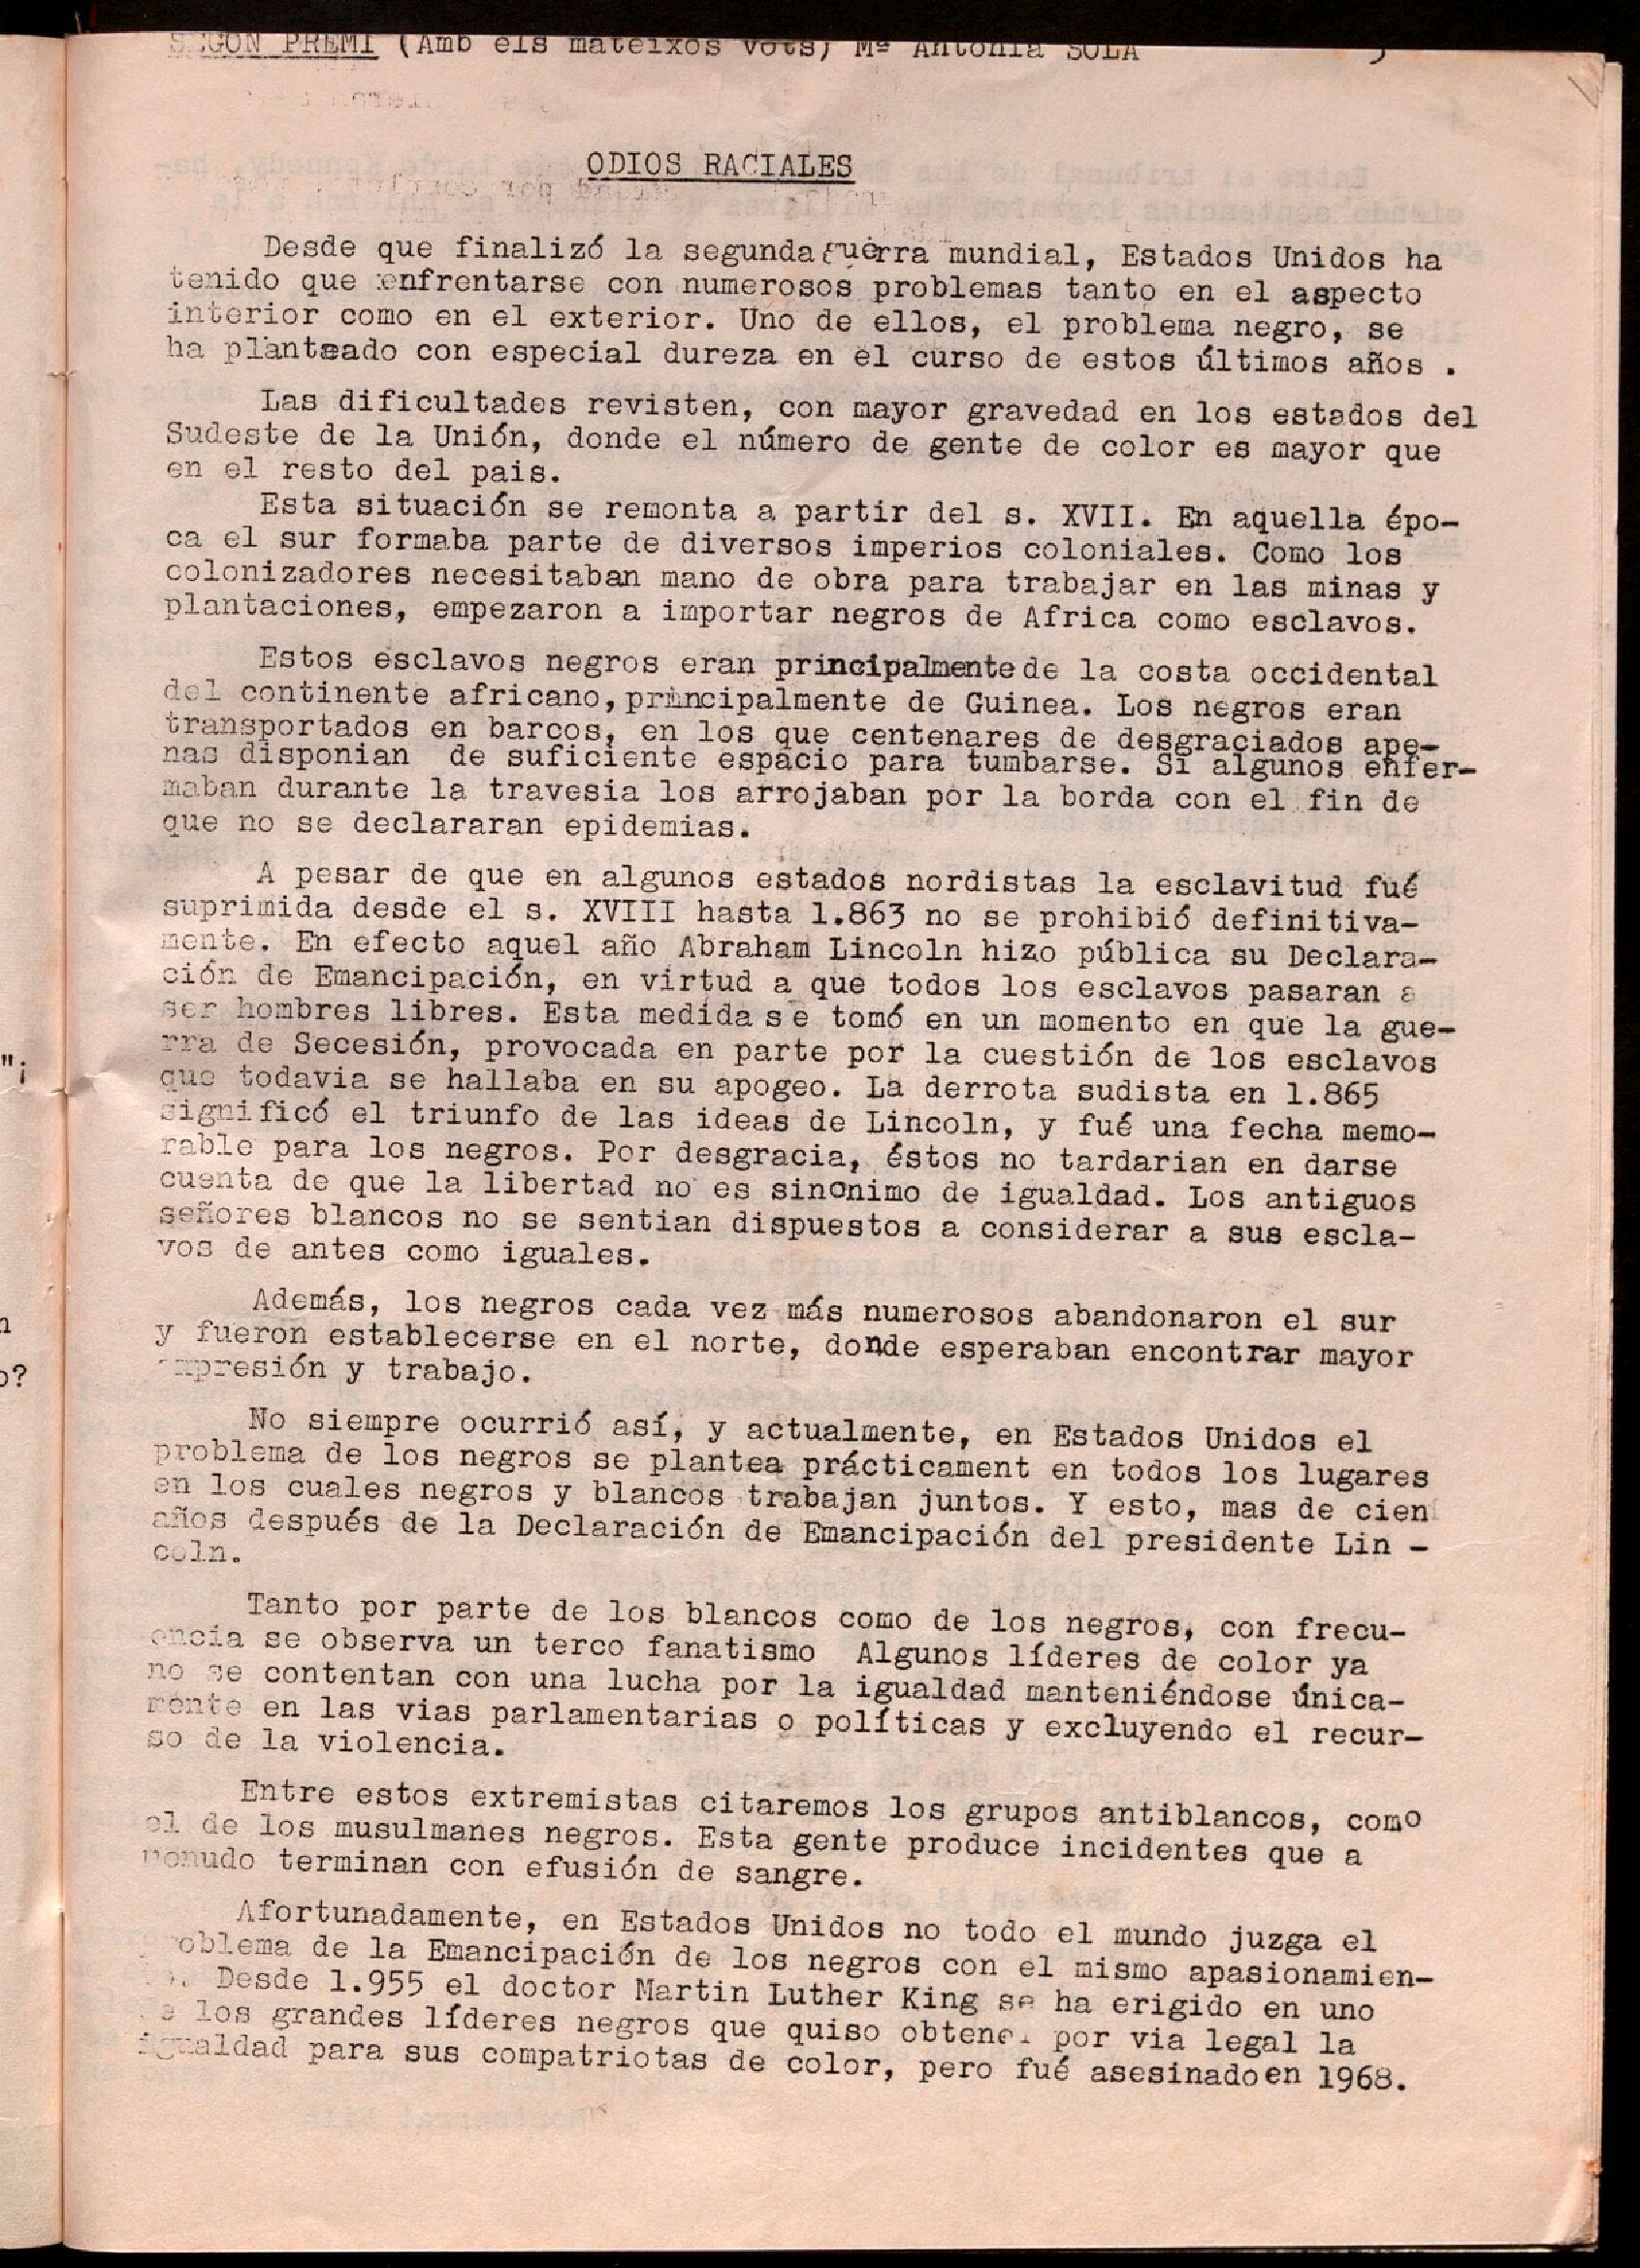 SEGON PREMI (Amb els mateixos vots) Mª Antonia SOLA
ODIOS RACIALES
Desde que finalizó la segunda guerra mundial, Estados Unidos ha
tenido que enfrentarse con numerosos problemas tanto en el aspecto
interior como en el exterior. Uno de ellos, el problema negro, se
ha planteado con especial dureza en el curso de estos últimos años .
Las dificultades revisten, con mayor gravedad en los estados del
Sudeste de la Unión, donde el número de gente de color es mayor que
en el resto del pais.
Esta situación se remonta a partir del s. XVII. En aquella épo-
ca el sur formaba parte de diversos imperios coloniales. Como los
colonizadores necesitaban mano de obra para trabajar en las minas y
plantaciones, empezaron a importar negros de Africa como esclavos.
Estos esclavos negros eran principalmente de la costa occidental
del continente africano, principalmente de Guinea. Los negros eran
transportados en barcos, en los que centenares de desgraciados ape-
nas disponian de suficiente espacio para tumbarse. Si algunos enfer-
maban durante la travesia los arrojaban por la borda con el fin de
que no se declararan epidemias.
A pesar de que en algunos estados nordistas la esclavitud fué
suprimida desde el s. XVIII hasta 1.863 no se prohibió definitiva-
mente. En efecto aquel año Abraham Lincoln hizo pública su Declara-
ción de Emancipación, en virtud a que todos los esclavos pasaran a
ser hombres libres. Esta medida se tomó en un momento en que la gue-
rra de Secesión, provocada en parte por la cuestión de los esclavos
que todavia se hallaba en su apogeo. La derrota sudista en 1.865
significó el triunfo de las ideas de Lincoln, y fué una fecha memo-
rable para los negros. Por desgracia, éstos no tardarian en darse
cuenta de que la libertad no es sinonimo de igualdad. Los antiguos
señores blancos no se sentian dispuestos a considerar a sus escla-
vos de antes como iguales.
Además, los negros cada vez más numerosos abandonaron el sur
y fueron establecerse en el norte, donde esperaban encontrar mayor
expresión y trabajo.
No siempre ocurrió así, y actualmente, en Estados Unidos el
problema de los negros se plantea prácticament en todos los lugares
en los cuales negros y blancos trabajan juntos. Y esto, mas de cien
años después de la Declaración de Emancipación del presidente Lin -
coln.
Tanto por parte de los blancos como de los negros, con frecu-
encia se observa un terco fanatismo Algunos líderes de color ya
no se contentan con una lucha por la igualdad manteniéndose única-
mente en las vias parlamentarias o políticas y excluyendo el recur-
so de la violencia.
Entre estos extremistas citaremos los grupos antiblancos, como
el de los musulmanes negros. Esta gente produce incidentes que a
menudo terminan con efusión de sangre.
Afortunadamente, en Estados Unidos no todo el mundo juzga el
problema de la Emancipación de los negros con el mismo apasionamien-
to. Desde 1.955 el doctor Martin Luther King se ha erigido en uno
de los grandes líderes negros que quiso obtener por via legal la
igualdad para sus compatriotas de color, pero fué asesinado en 1968.